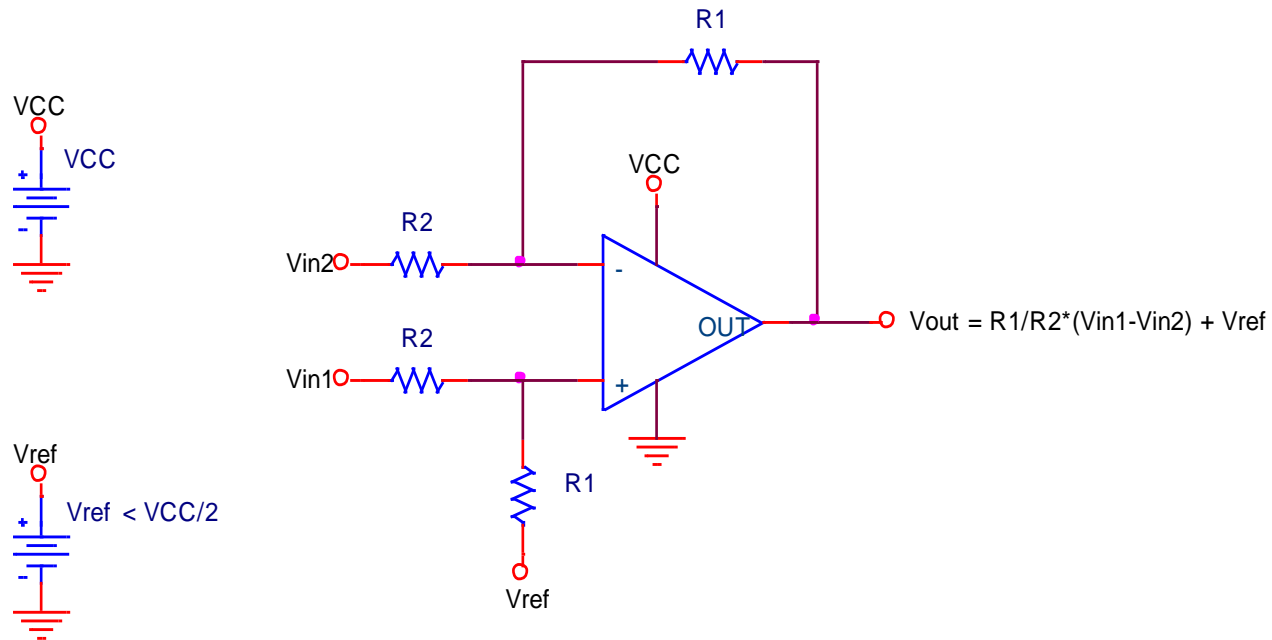 R1
VCC
VCC
+
-
VCC
R2
Vin2
-
OUT
Vout = R1/R2*(Vin1-Vin2) + Vref
R2
Vin1
+
Vref
Vref < VCC/2
+
-
R1
Vref